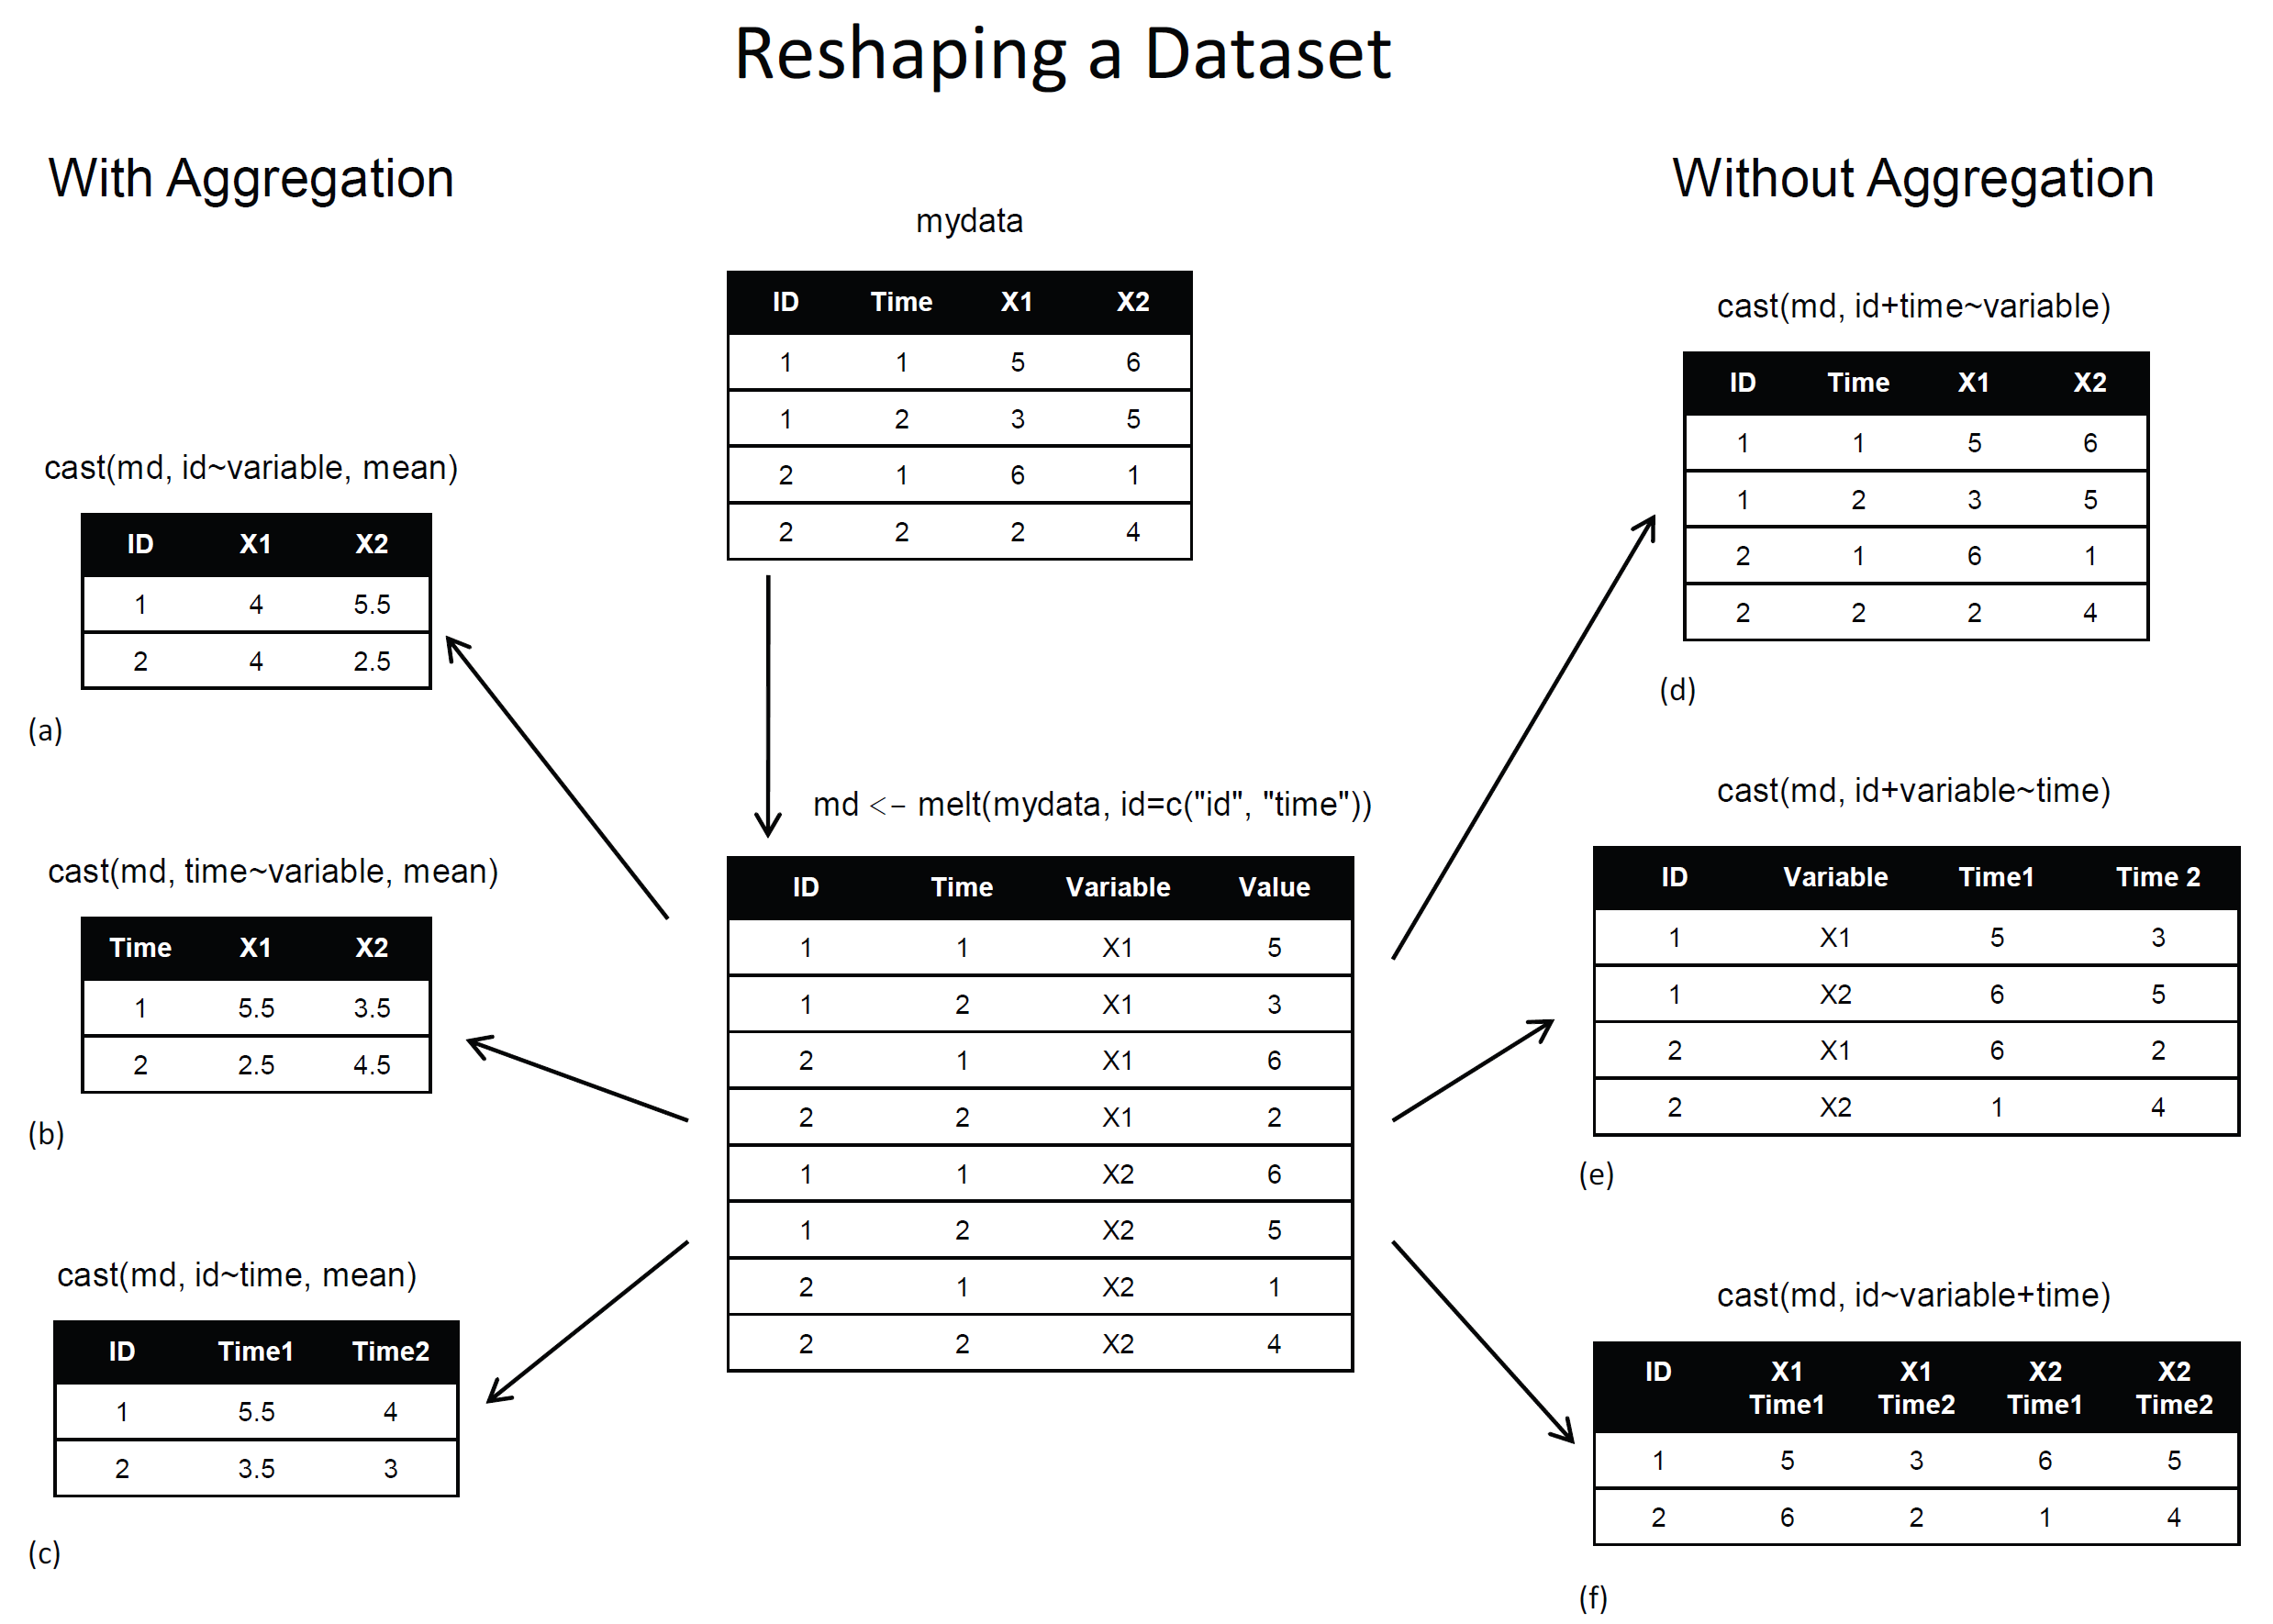 Reshaping a Dataset
With Aggregation
cast(md, id~variable, mean)
ID X1 X2
1 4 5.5
2 4 2.5
(a)
cast(md, time~variable, mean)
Time X1 X2
1 5.5 3.5
2 2.5 4.5
(b)
cast(md, id~time, mean)
ID Time1 Time2
1 5.5 4
2 3.5 3
(c)
mydata
ID Time X1 X2
1 1 5 6
1 2 3 5
2 1 6 1
2 2 2 4
md <- melt(mydata, id=c("id", "time"))
ID Time Variable Value
1 1 X1 5
1 2 X1 3
2 1 X1 6
2 2 X1 2
1 1 X2 6
1 2 X2 5
2 1 X2 1
2 2 X2 4
Without Aggregation
cast(md, id+time~variable)
ID Time X1 X2
1 1 5 6
1 2 3 5
2 1 6 1
2 2 2 4
(d)
cast(md, id+variable~time)
ID Variable Time1 Time 2
1 X1 5 3
1 X2 6 5
2 X1 6 2
2 X2 1 4
(e)
cast(md, id~variable+time)
ID X1 X1 X2 X2
Time1 Time2 Time1 Time2
1 5 3 6 5
2 6 2 1 4
(f)